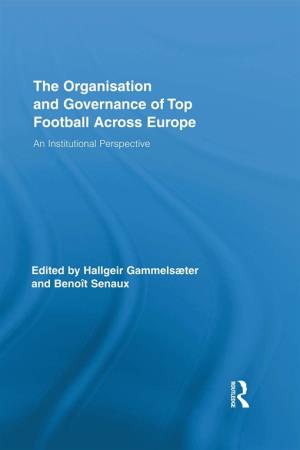 The Organisation
and Governance of Top
Football Across Europe
An Institutional Perspective
Edited by Hallgeir Gammelsæter
and Benoît Senaux
ROUTLEDGE